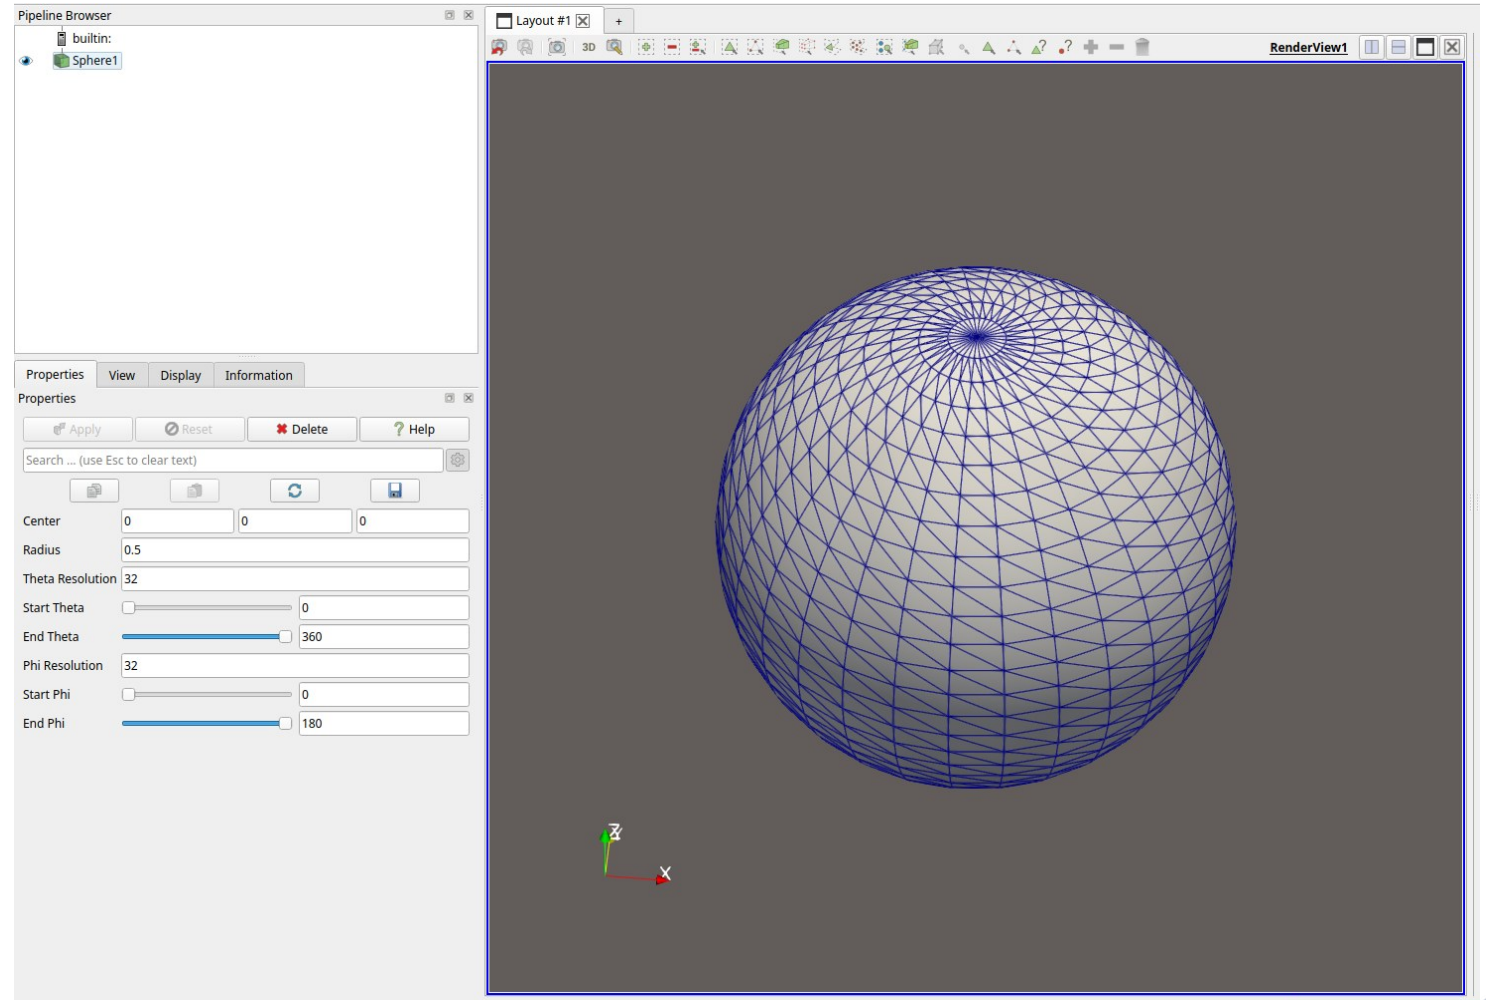 Pipeline Browser
builtin:
Sphere1
Properties View Display Information
Properties
Apply Reset Delete ? Help
Search ... (use Esc to clear text)
Center 0 0 0
Radius 0.5
Theta Resolution 32
Start Theta 0
End Theta 360
Phi Resolution 32
Start Phi 0
End Phi 180
Layout #1 +
3D ? ? RenderView1
Z
X